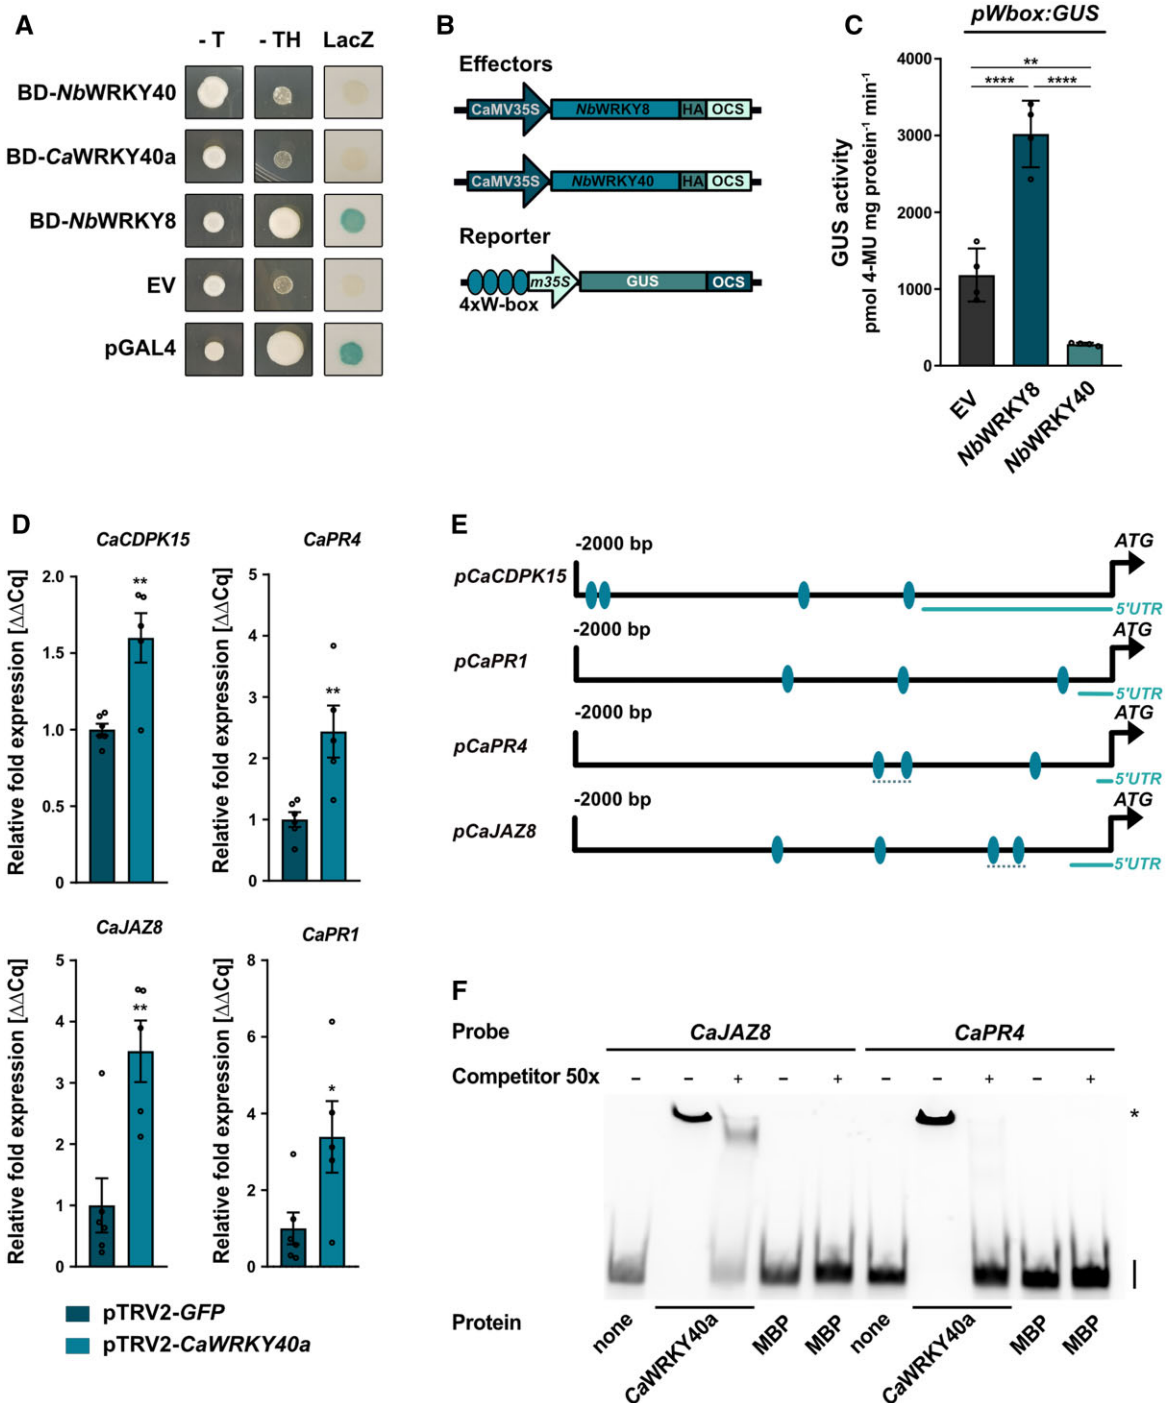 A
- T
- TH
LacZ
BD-NbWRKY40
BD-CaWRKY40a
BD-NbWRKY8
EV
pGAL4
B
Effectors
CaMV35S
NbWRKY8
HA
OCS
CaMV35S
NbWRKY40
HA
OCS
Reporter
m35S
GUS
OCS
4xW-box
C
pWbox:GUS
**
**** ****
4000
3000
2000
1000
0
GUS activity
pmol 4-MU mg protein⁻¹ min⁻¹
EV
NbWRKY8
NbWRKY40
D
CaCDPK15
Relative fold expression [ΔΔCq]
2.0
1.5
1.0
0.5
0
**
CaPR4
Relative fold expression [ΔΔCq]
5
4
3
2
1
0
**
CaJAZ8
Relative fold expression [ΔΔCq]
5
4
3
2
1
0
**
CaPR1
Relative fold expression [ΔΔCq]
8
6
4
2
0
*
pTRV2-GFP
pTRV2-CaWRKY40a
E
-2000 bp
ATG
pCaCDPK15
5'UTR
-2000 bp
ATG
pCaPR1
5'UTR
-2000 bp
ATG
pCaPR4
5'UTR
-2000 bp
ATG
pCaJAZ8
5'UTR
F
Probe
CaJAZ8
CaPR4
Competitor 50x
- - + - + - - + - +
*
Protein
none
CaWRKY40a
MBP
MBP
none
CaWRKY40a
MBP
MBP